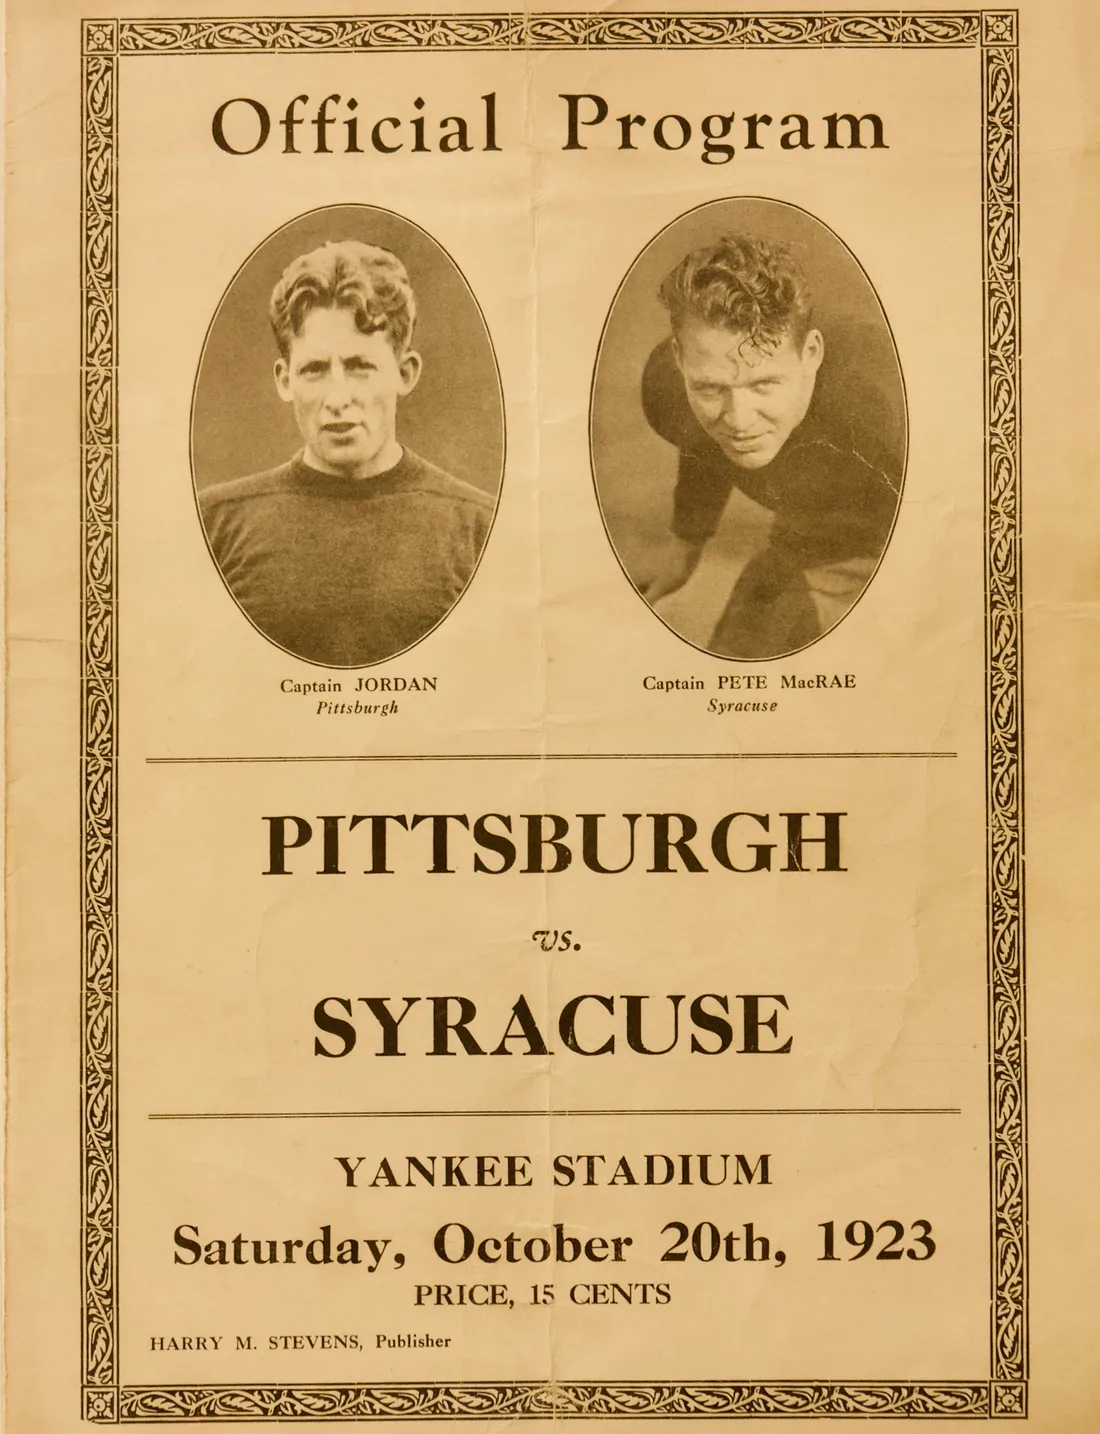 Official Program
Captain JORDAN
Pittsburgh
Captain PETE MacRAE
Syracuse
PITTSBURGH
vs.
SYRACUSE
YANKEE STADIUM
Saturday, October 20th, 1923
PRICE, 15 CENTS
HARRY M. STEVENS, Publisher